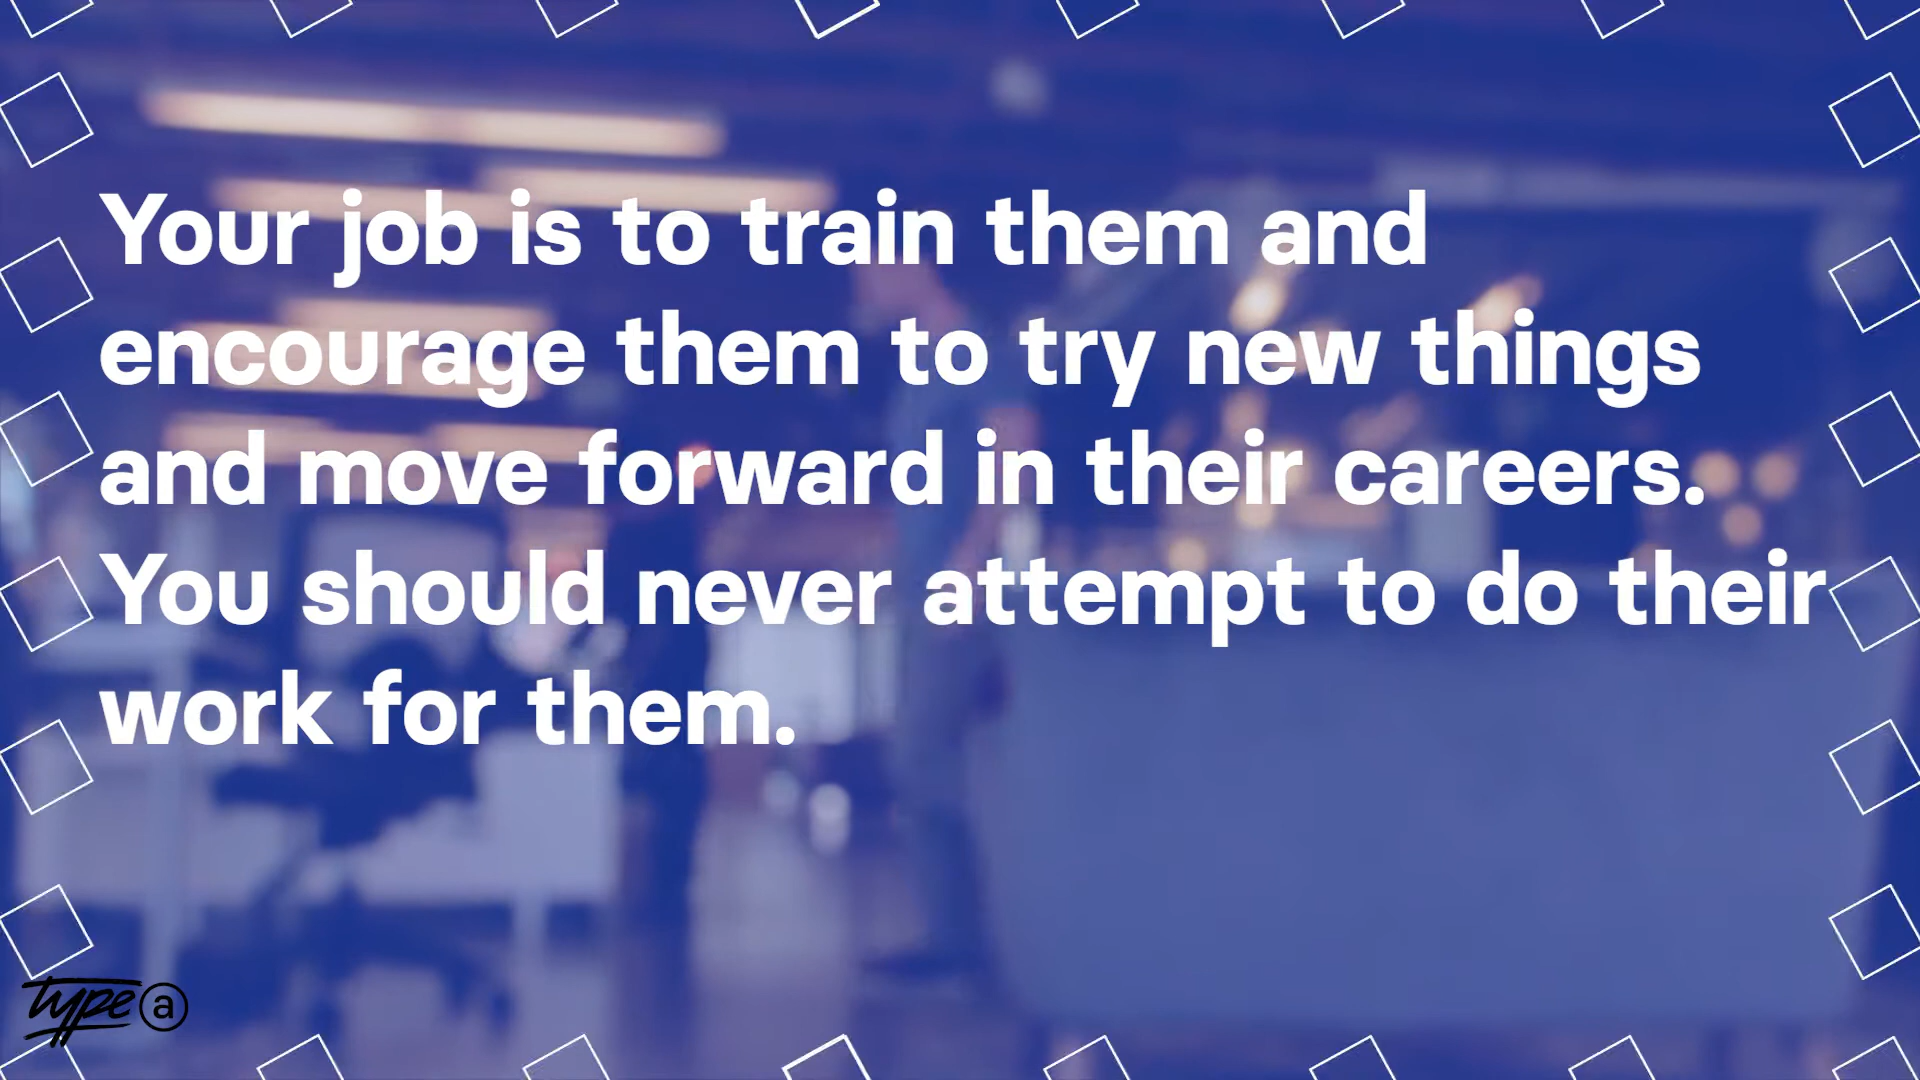 Your job is to train them and
encourage them to try new things
and move forward in their careers.
You should never attempt to do their
work for them.
type a